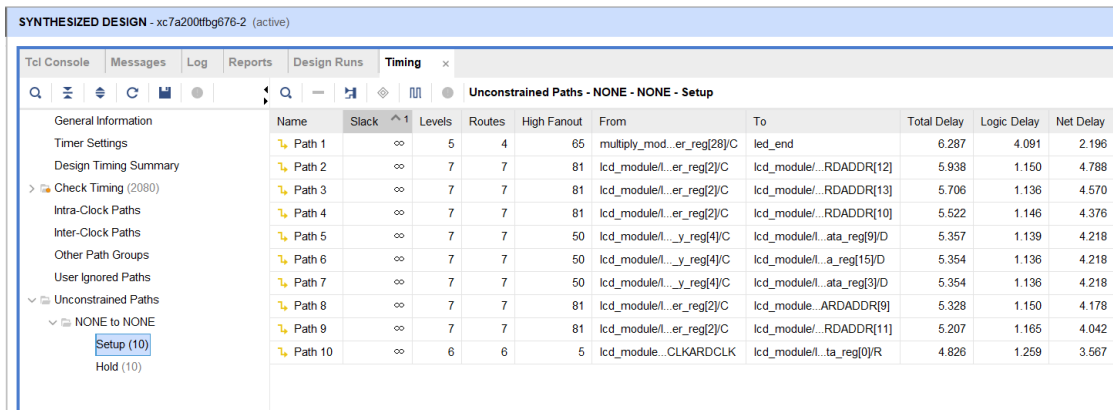 SYNTHESIZED DESIGN - xc7a200tfbg676-2 (active)
Tcl Console Messages Log Reports Design Runs Timing ×
Unconstrained Paths - NONE - NONE - Setup
General Information
Timer Settings
Design Timing Summary
Check Timing (2080)
Intra-Clock Paths
Inter-Clock Paths
Other Path Groups
User Ignored Paths
Unconstrained Paths
NONE to NONE
Setup (10)
Hold (10)
Name Slack 1 Levels Routes High Fanout From To Total Delay Logic Delay Net Delay
Path 1 ∞ 5 4 65 multiply_mod...er_reg[28]/C led_end 6.287 4.091 2.196
Path 2 ∞ 7 7 81 lcd_module/l...er_reg[2]/C lcd_module/...RDADDR[12] 5.938 1.150 4.788
Path 3 ∞ 7 7 81 lcd_module/l...er_reg[2]/C lcd_module/...RDADDR[13] 5.706 1.136 4.570
Path 4 ∞ 7 7 81 lcd_module/l...er_reg[2]/C lcd_module/...RDADDR[10] 5.522 1.146 4.376
Path 5 ∞ 7 7 50 lcd_module/l..._y_reg[4]/C lcd_module/l...ata_reg[9]/D 5.357 1.139 4.218
Path 6 ∞ 7 7 50 lcd_module/l..._y_reg[4]/C lcd_module/l...a_reg[15]/D 5.354 1.136 4.218
Path 7 ∞ 7 7 50 lcd_module/l..._y_reg[4]/C lcd_module/l...ata_reg[3]/D 5.354 1.136 4.218
Path 8 ∞ 7 7 81 lcd_module/l...er_reg[2]/C lcd_module...ARDADDR[9] 5.328 1.150 4.178
Path 9 ∞ 7 7 81 lcd_module/l...er_reg[2]/C lcd_module/...RDADDR[11] 5.207 1.165 4.042
Path 10 ∞ 6 6 5 lcd_module...CLKARDCLK lcd_module/l...ta_reg[0]/R 4.826 1.259 3.567